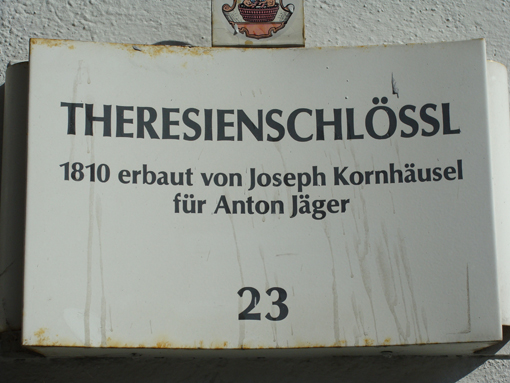 THERESIENSCHLÖSSL
1810 erbaut von Joseph Kornhäusel
für Anton Jäger
23